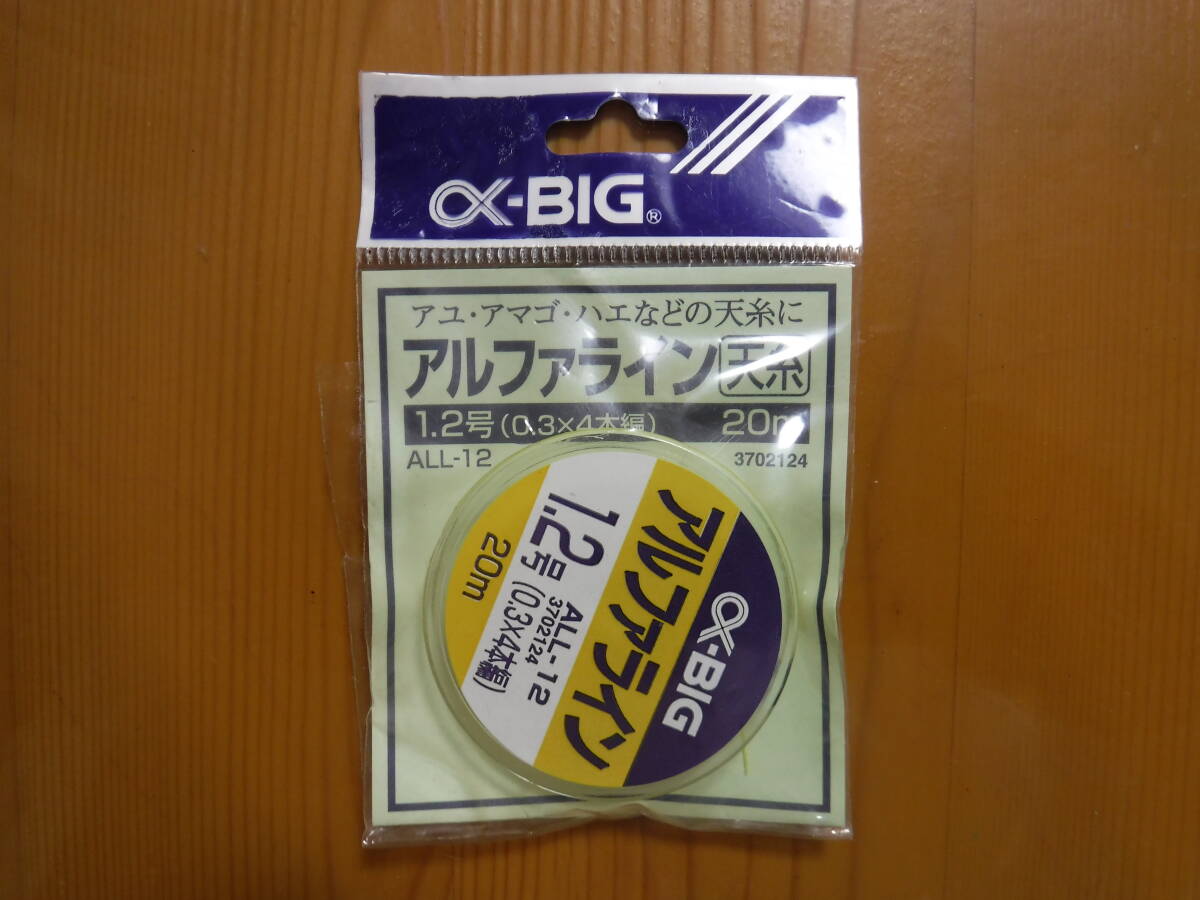 α-BIG®
アユ・アマゴ・ハエなどの天糸に
アルファライン 天糸
1.2号(0.3×4本編) 20m
ALL-12 3702124
α-BIG
アルファライン
1.2号 ALL-12
3702124
(0.3×4本編)
20m